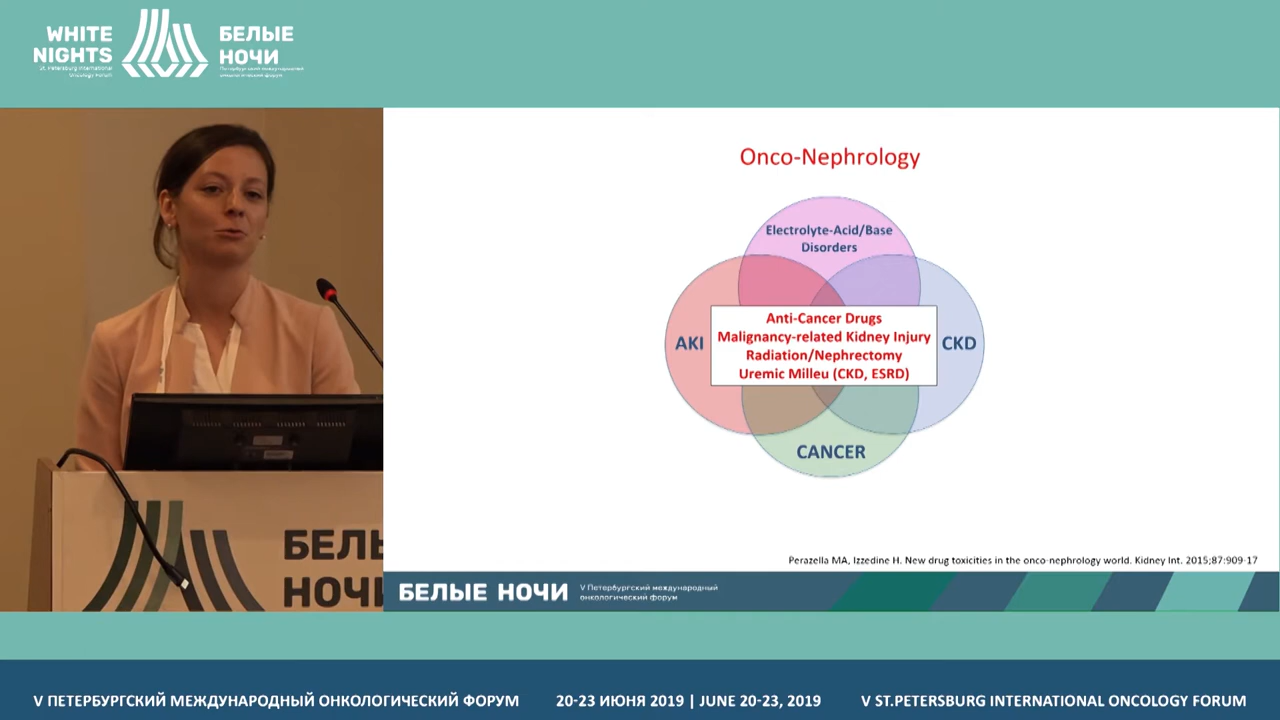 WHITE
NIGHTS
St. Petersburg International
Oncology Forum
БЕЛЫЕ
НОЧИ
Петербургский международный
онкологический форум
Onco-Nephrology
Electrolyte-Acid/Base
Disorders
AKI
Anti-Cancer Drugs
Malignancy-related Kidney Injury
Radiation/Nephrectomy
Uremic Milleu (CKD, ESRD)
CKD
CANCER
Perazella MA, Izzedine H. New drug toxicities in the onco-nephrology world. Kidney Int. 2015;87:909-17
БЕЛЫЕ НОЧИ
V Петербургский международный
онкологический форум
БЕЛЫ
НОЧИ
V ПЕТЕРБУРГСКИЙ МЕЖДУНАРОДНЫЙ ОНКОЛОГИЧЕСКИЙ ФОРУМ
20-23 ИЮНЯ 2019 | JUNE 20-23, 2019
V ST.PETERSBURG INTERNATIONAL ONCOLOGY FORUM